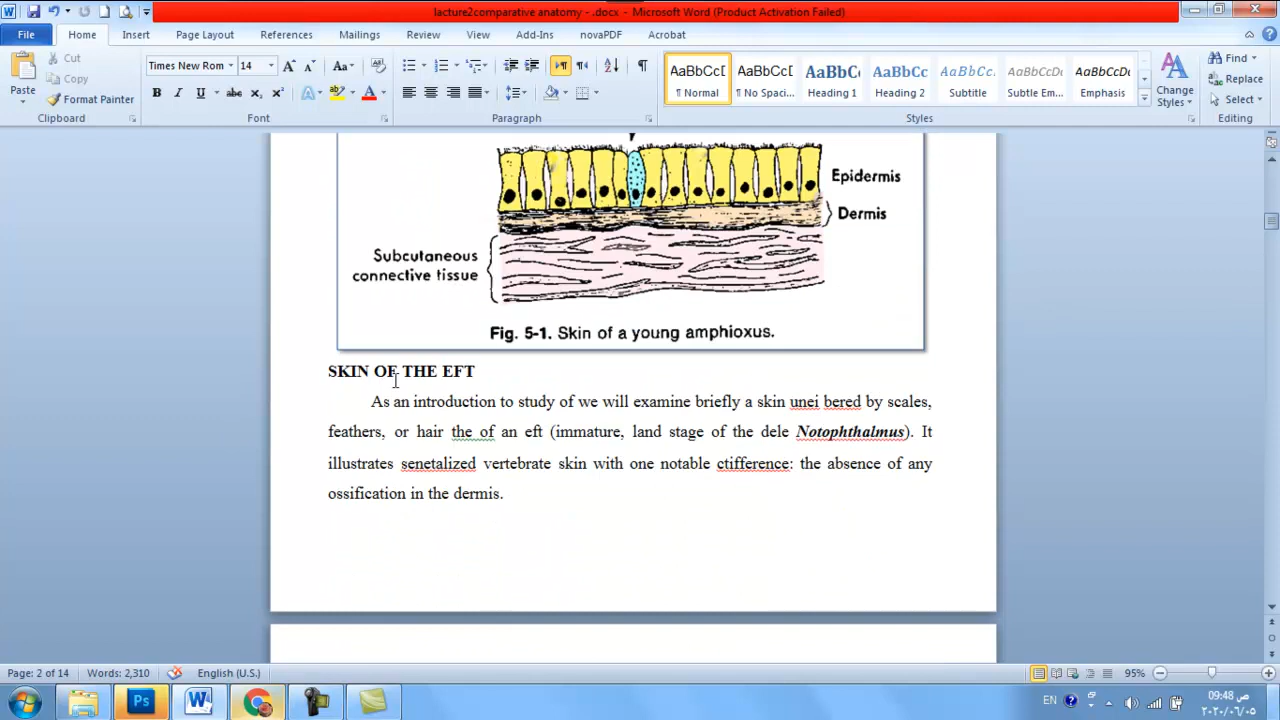 lacture2comparative anatomy - .docx - Microsoft Word (Product Activation Failed)
File Home Insert Page Layout References Mailings Review View Add-Ins novaPDF Acrobat
Paste
Cut
Copy
Format Painter
Clipboard
Times New Rom 14
Font
Paragraph
AaBbCcD AaBbCcD AaBbCc AaBbCc AaBbCc. AaBbCcDc AaBbCcDc
¶ Normal ¶ No Spaci... Heading 1 Heading 2 Subtitle Subtle Em... Emphasis
Change Styles
Styles
Find
Replace
Select
Editing
Epidermis
Dermis
Subcutaneous
connective tissue
Fig. 5-1. Skin of a young amphioxus.
SKIN OF THE EFT
As an introduction to study of we will examine briefly a skin unei bered by scales,
feathers, or hair the of an eft (immature, land stage of the dele Notophthalmus). It
illustrates senetalized vertebrate skin with one notable ctifference: the absence of any
ossification in the dermis.
Page: 2 of 14 Words: 2,310 English (U.S.) 95%
EN
09:48 ص
٢٠٢٠/٠٦/٠٥